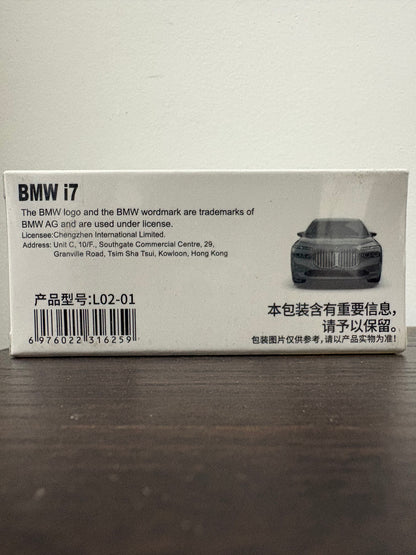 BMW i7
The BMW logo and the BMW wordmark are trademarks of
BMW AG and are used under license.
Licensee:Chengzhen International Limited.
Address: Unit C, 10/F., Southgate Commercial Centre, 29,
Granville Road, Tsim Sha Tsui, Kowloon, Hong Kong
产品型号:L02-01
6 976022 316259
本包装含有重要信息,
请予以保留。
包装图片仅供参考,请以产品实物为准!